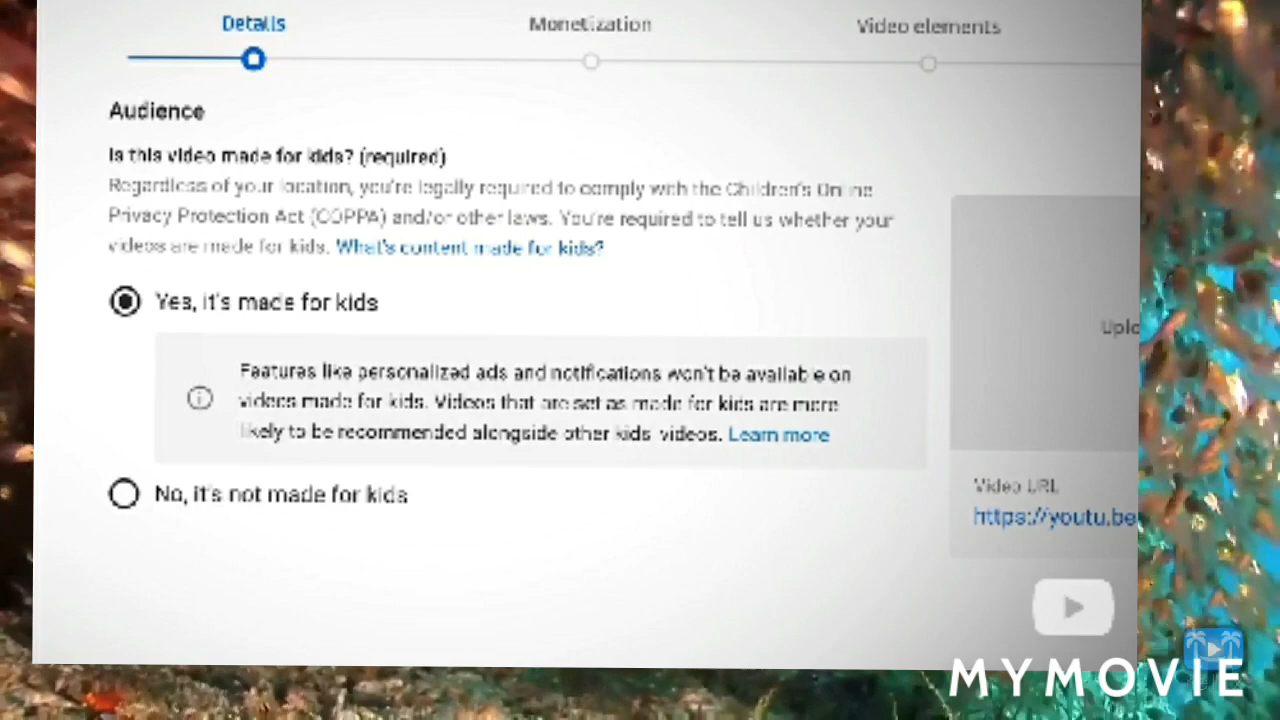 Details Monetization Video elements
Audience
Is this video made for kids? (required)
Regardless of your location, you're legally required to comply with the Children's Online
Privacy Protection Act (COPPA) and/or other laws. You're required to tell us whether your
videos are made for kids. What's content made for kids?
Yes, it's made for kids
Features like personalized ads and notifications won't be available on
videos made for kids. Videos that are set as made for kids are more
likely to be recommended alongside other kids' videos. Learn more
No, it's not made for kids
Uplo
Video URL
https://youtu.be
MYMOVIE